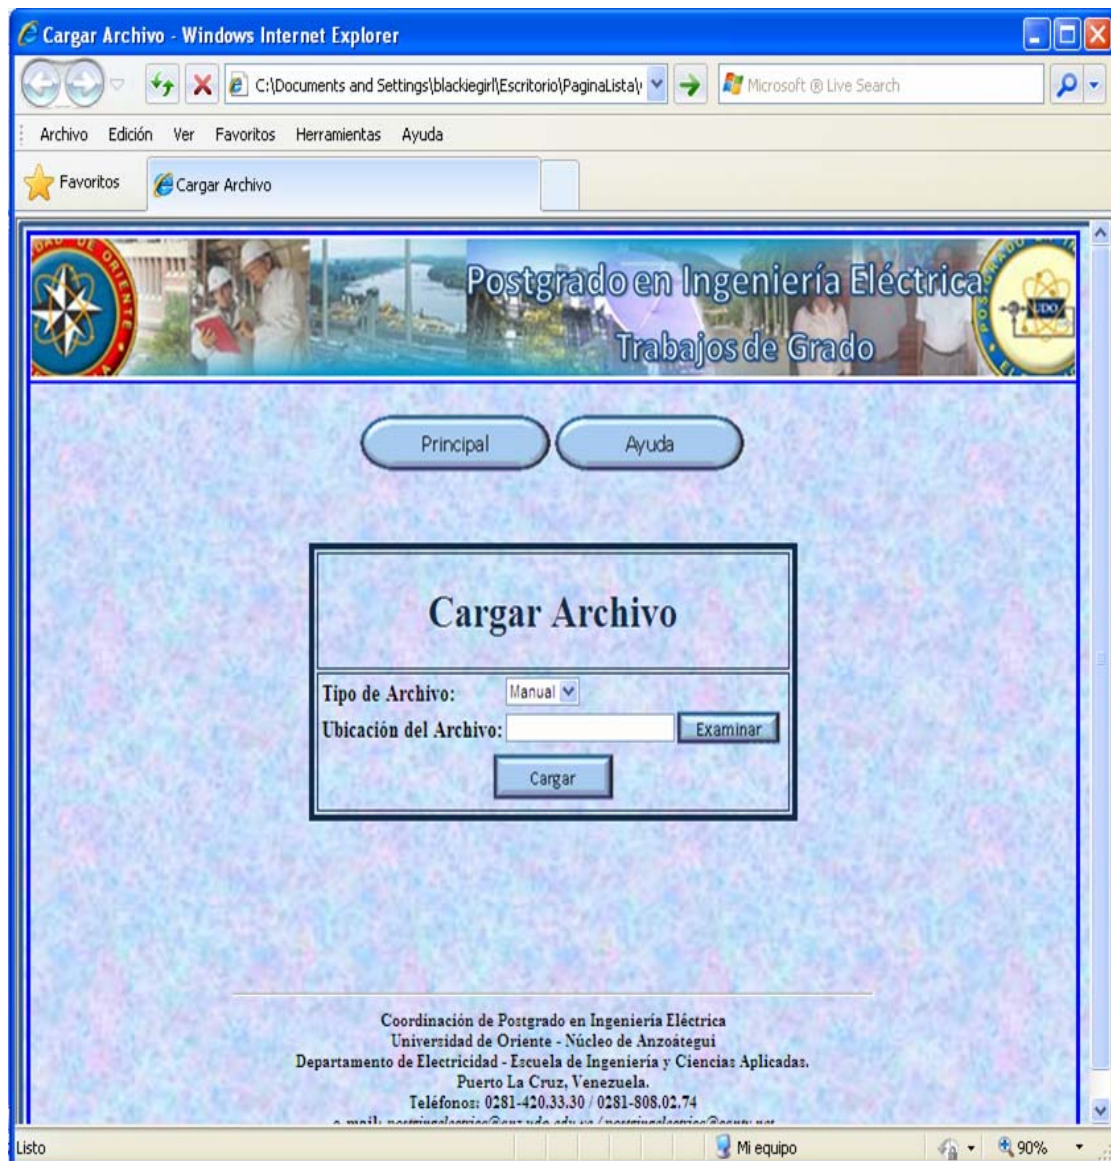 Cargar Archivo - Windows Internet Explorer
C:\Documents and Settings\blackiegirl\Escritorio\PaginaLista\
Microsoft ® Live Search
Archivo Edición Ver Favoritos Herramientas Ayuda
Favoritos Cargar Archivo
Postgrado en Ingeniería Eléctrica
Trabajos de Grado
DE ORIENTE
UDO
Principal Ayuda
Cargar Archivo
Tipo de Archivo: Manual
Ubicación del Archivo: Examinar
Cargar
Coordinación de Postgrado en Ingeniería Eléctrica
Universidad de Oriente - Núcleo de Anzoátegui
Departamento de Electricidad - Escuela de Ingeniería y Ciencias Aplicadas.
Puerto La Cruz, Venezuela.
Teléfonos: 0281-420.33.30 / 0281-808.02.74
Listo Mi equipo 90%